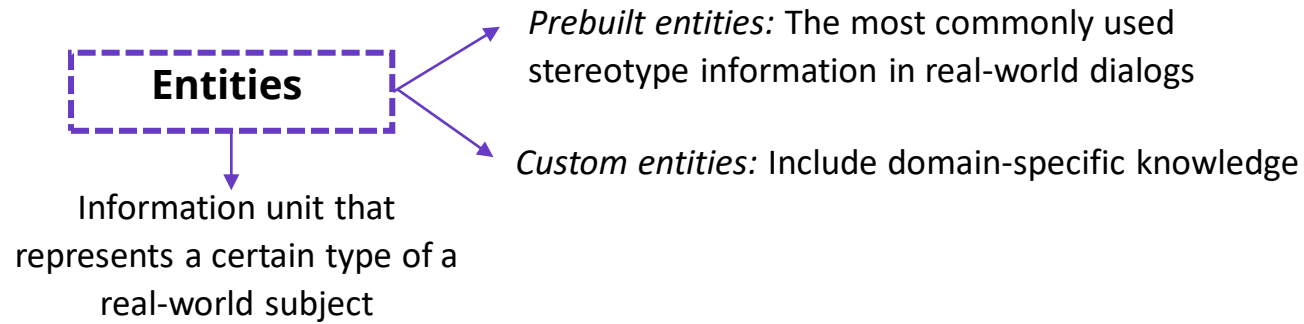 Entities
Prebuilt entities: The most commonly used
stereotype information in real-world dialogs
Custom entities: Include domain-specific knowledge
Information unit that
represents a certain type of a
real-world subject